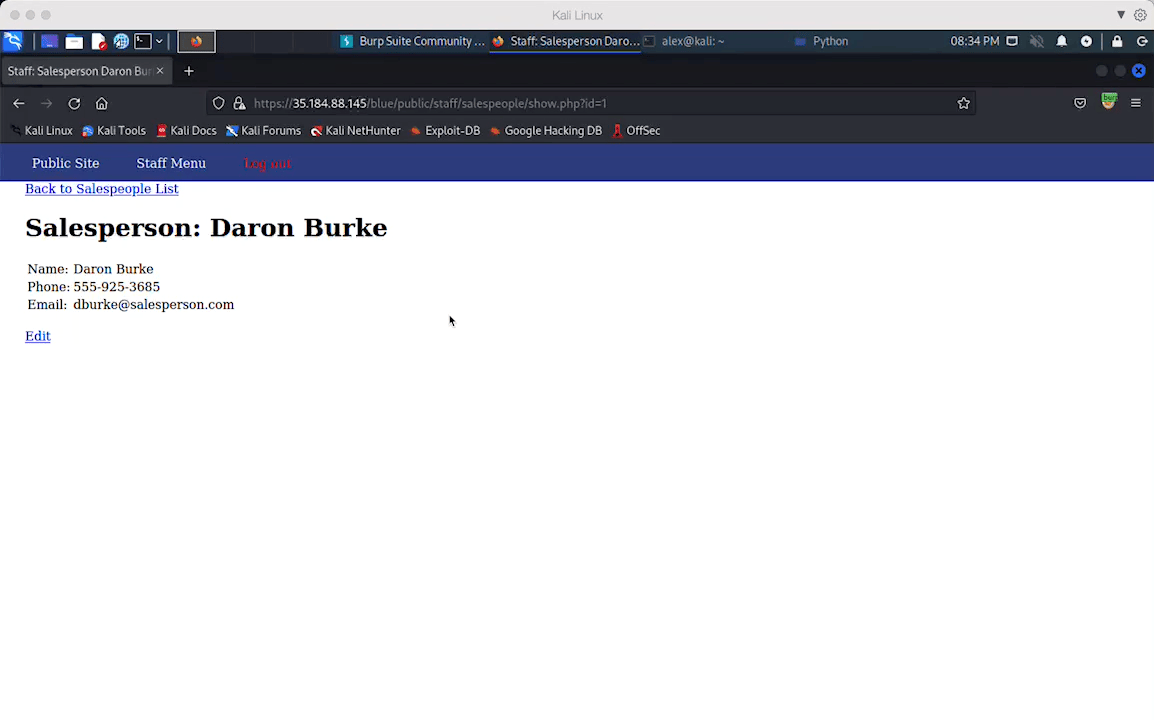 Kali Linux
Burp Suite Community ... Staff: Salesperson Daro... alex@kali: ~ Python 08:34 PM
Staff: Salesperson Daron Bur
https://35.184.88.145/blue/public/staff/salespeople/show.php?id=1
Kali Linux Kali Tools Kali Docs Kali Forums Kali NetHunter Exploit-DB Google Hacking DB OffSec
Public Site Staff Menu Log out
Back to Salespeople List
Salesperson: Daron Burke
Name: Daron Burke
Phone: 555-925-3685
Email: dburke@salesperson.com
Edit